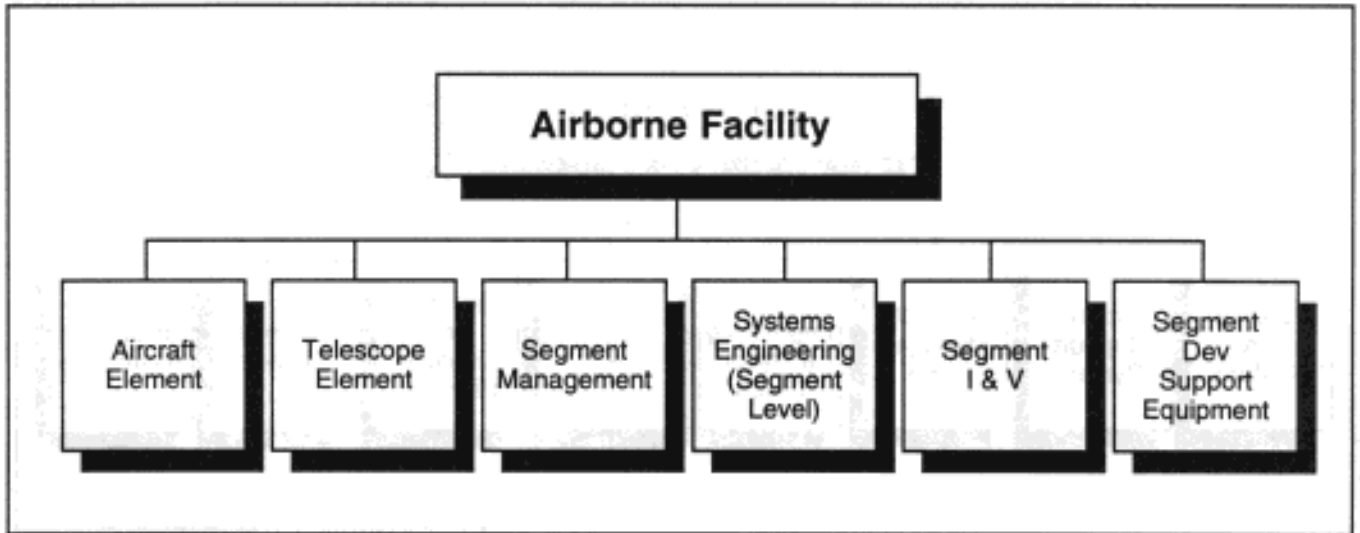 Airborne Facility
Aircraft
Element
Telescope
Element
Segment
Management
Systems
Engineering
(Segment
Level)
Segment
I & V
Segment
Dev
Support
Equipment